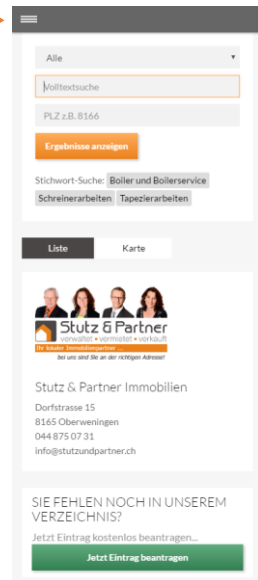 Alle
Volltextsuche
PLZ z.B. 8166
Ergebnisse anzeigen
Stichwort-Suche: Boiler und Boilerservice
Schreinerarbeiten Tapezierarbeiten
Liste Karte
Stutz & Partner
verwaltet • vermietet • verkauft
Ihr lokaler Immobilienpartner ...
bei uns sind Sie an der richtigen Adresse!
Stutz & Partner Immobilien
Dorfstrasse 15
8165 Oberweningen
044 875 07 31
info@stutzundpartner.ch
SIE FEHLEN NOCH IN UNSEREM
VERZEICHNIS?
Jetzt Eintrag kostenlos beantragen...
Jetzt Eintrag beantragen